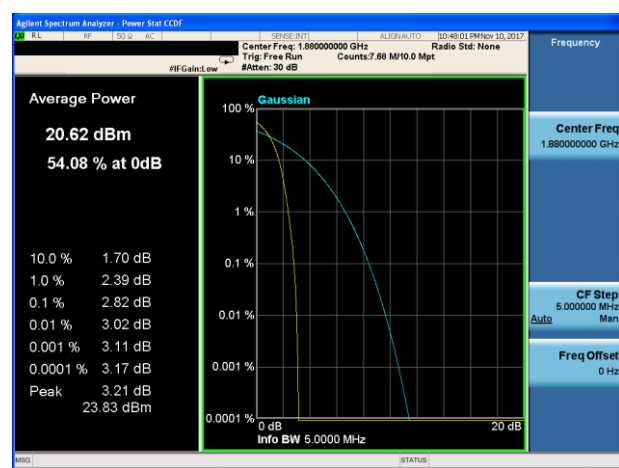 Agilent Spectrum Analyzer - Power Stat CCDF
RL RF 50 Ω AC SENSE:INT ALIGNAUTO 10:48:01 PMNov 10, 2017
Center Freq: 1.880000000 GHz Radio Std: None
Trig: Free Run Counts:7.68 M/10.0 Mpt
#IFGain:Low #Atten: 30 dB
Frequency
Average Power
20.62 dBm
54.08 % at 0dB
10.0 % 1.70 dB
1.0 % 2.39 dB
0.1 % 2.82 dB
0.01 % 3.02 dB
0.001 % 3.11 dB
0.0001 % 3.17 dB
Peak 3.21 dB
23.83 dBm
Gaussian
100 %
10 %
1 %
0.1 %
0.01 %
0.001 %
0.0001 %
0 dB 20 dB
Info BW 5.0000 MHz
Center Freq
1.880000000 GHz
CF Step
5.000000 MHz
Auto Man
Freq Offset
0 Hz
MSG STATUS